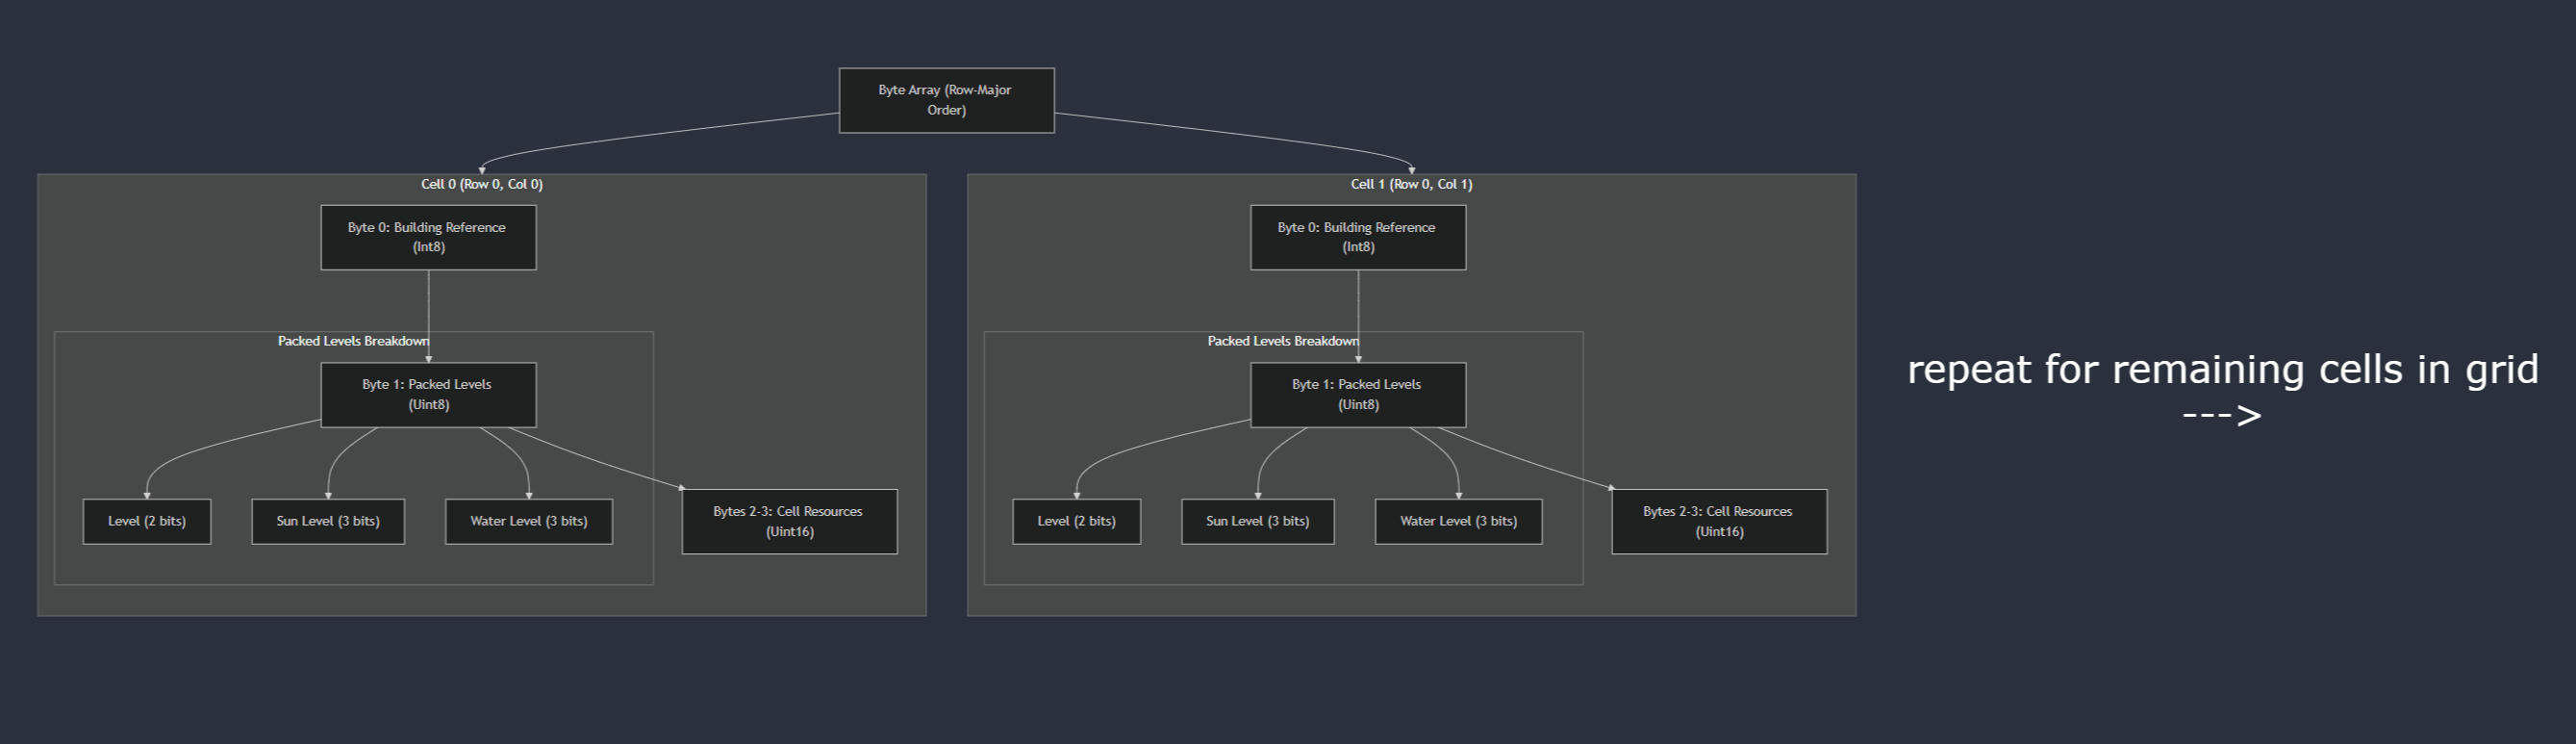 Byte Array (Row-Major
Order)
Cell 0 (Row 0, Col 0)
Byte 0: Building Reference
(Int8)
Packed Levels Breakdown
Byte 1: Packed Levels
(Uint8)
Level (2 bits)
Sun Level (3 bits)
Water Level (3 bits)
Bytes 2-3: Cell Resources
(Uint16)
Cell 1 (Row 0, Col 1)
Byte 0: Building Reference
(Int8)
Packed Levels Breakdown
Byte 1: Packed Levels
(Uint8)
Level (2 bits)
Sun Level (3 bits)
Water Level (3 bits)
Bytes 2-3: Cell Resources
(Uint16)
repeat for remaining cells in grid
--->